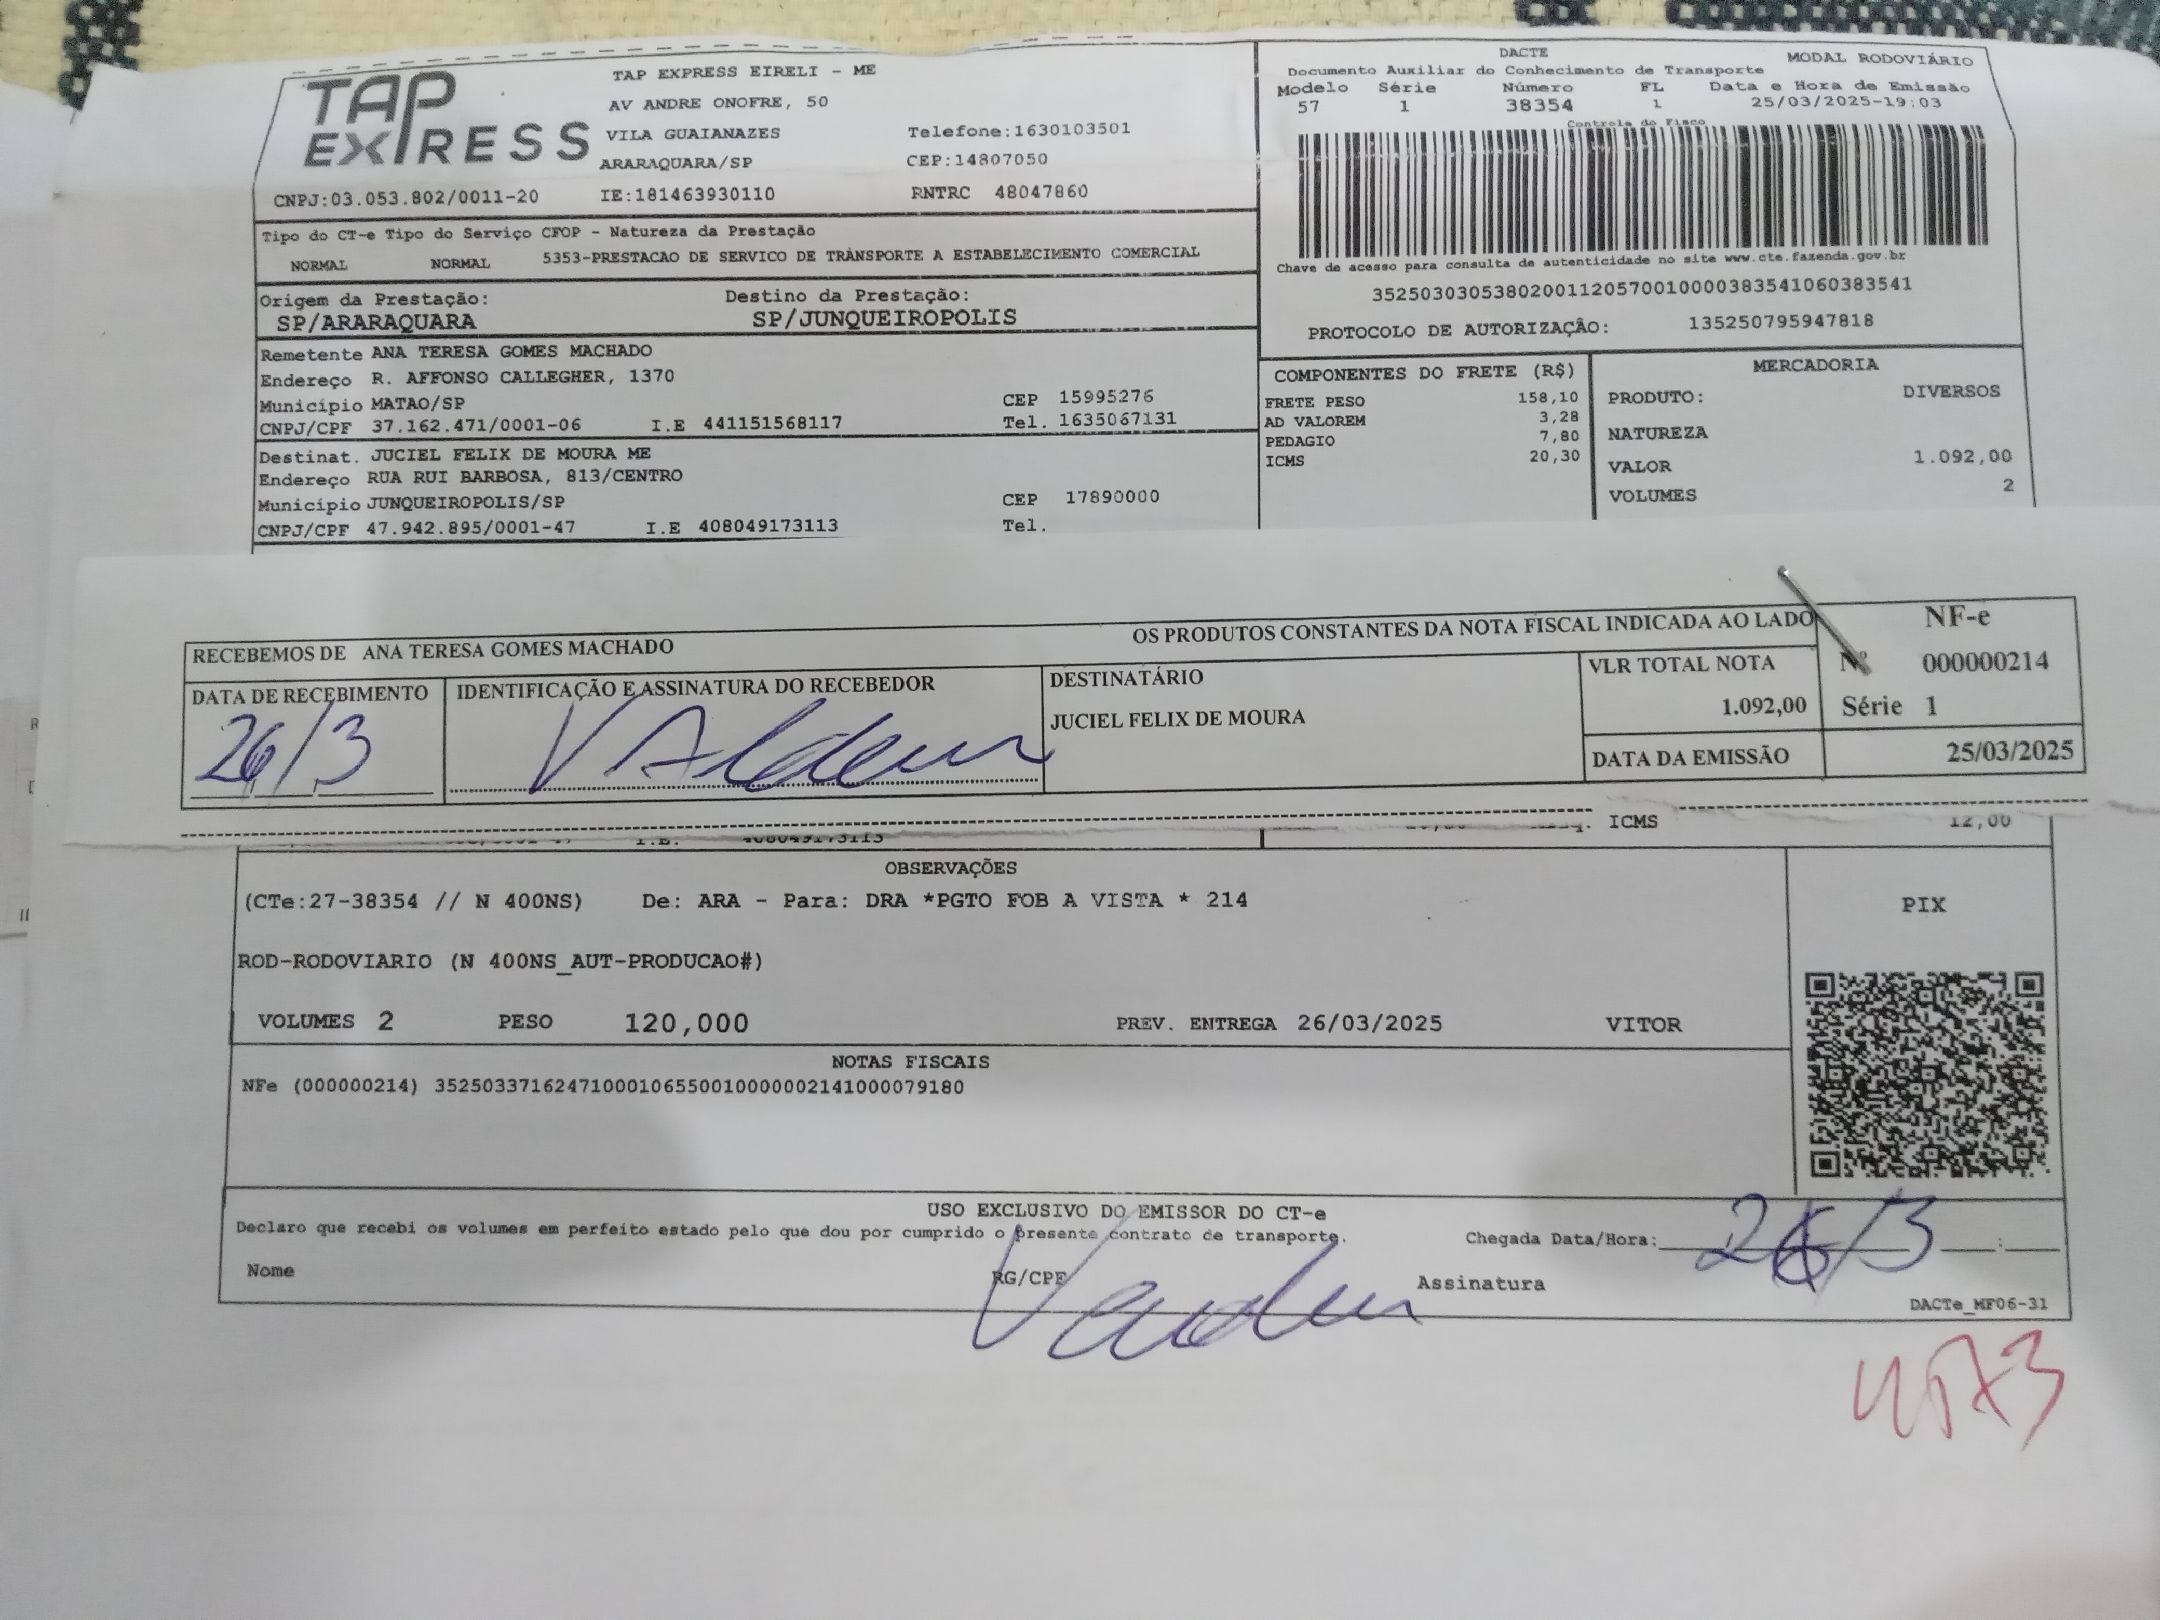 TAP EXPRESS
TAP EXPRESS EIRELI - ME
AV ANDRE ONOFRE, 50
VILA GUAIANAZES Telefone:1630103501
ARARAQUARA/SP CEP:14807050
CNPJ:03.053.802/0011-20 IE:181463930110 RNTRC 48047860
DACTE MODAL RODOVIÁRIO
Documento Auxiliar do Conhecimento de Transporte
Modelo Série Número FL Data e Hora de Emissão
57 1 38354 1 25/03/2025-19:03
Controle do Fisco
Chave de acesso para consulta de autenticidade no site www.cte.fazenda.gov.br
35250303053802001120570010000383541060383541
PROTOCOLO DE AUTORIZAÇÃO: 135250795947818
Tipo do CT-e Tipo do Serviço CFOP - Natureza da Prestação
NORMAL NORMAL 5353-PRESTACAO DE SERVICO DE TRANSPORTE A ESTABELECIMENTO COMERCIAL
Origem da Prestação: Destino da Prestação:
SP/ARARAQUARA SP/JUNQUEIROPOLIS
Remetente ANA TERESA GOMES MACHADO
Endereço R. AFFONSO CALLEGHER, 1370
Município MATAO/SP CEP 15995276
CNPJ/CPF 37.162.471/0001-06 I.E 441151568117 Tel. 1635067131
Destinat. JUCIEL FELIX DE MOURA ME
Endereço RUA RUI BARBOSA, 813/CENTRO
Município JUNQUEIROPOLIS/SP CEP 17890000
CNPJ/CPF 47.942.895/0001-47 I.E 408049173113 Tel.
COMPONENTES DO FRETE (R$)
FRETE PESO 158,10
AD VALOREM 3,28
PEDAGIO 7,80
ICMS 20,30
MERCADORIA
PRODUTO: DIVERSOS
NATUREZA
VALOR 1.092,00
VOLUMES 2
RECEBEMOS DE ANA TERESA GOMES MACHADO OS PRODUTOS CONSTANTES DA NOTA FISCAL INDICADA AO LADO
DATA DE RECEBIMENTO
26/3
IDENTIFICAÇÃO E ASSINATURA DO RECEBEDOR
DESTINATÁRIO
JUCIEL FELIX DE MOURA
VLR TOTAL NOTA
1.092,00
NF-e
Nº 000000214
Série 1
DATA DA EMISSÃO 25/03/2025
I.E. 408049173113
ICMS 12,00
OBSERVAÇÕES
(CTe:27-38354 // N 400NS) De: ARA - Para: DRA *PGTO FOB A VISTA * 214
ROD-RODOVIARIO (N 400NS_AUT-PRODUCAO#)
VOLUMES 2 PESO 120,000 PREV. ENTREGA 26/03/2025 VITOR
PIX
NOTAS FISCAIS
NFe (000000214) 35250337162471000106550010000002141000079180
USO EXCLUSIVO DO EMISSOR DO CT-e
Declaro que recebi os volumes em perfeito estado pelo que dou por cumprido o presente contrato de transporte.
Chegada Data/Hora: 26/3 :
Nome RG/CPF Assinatura
DACTe_MF06-31